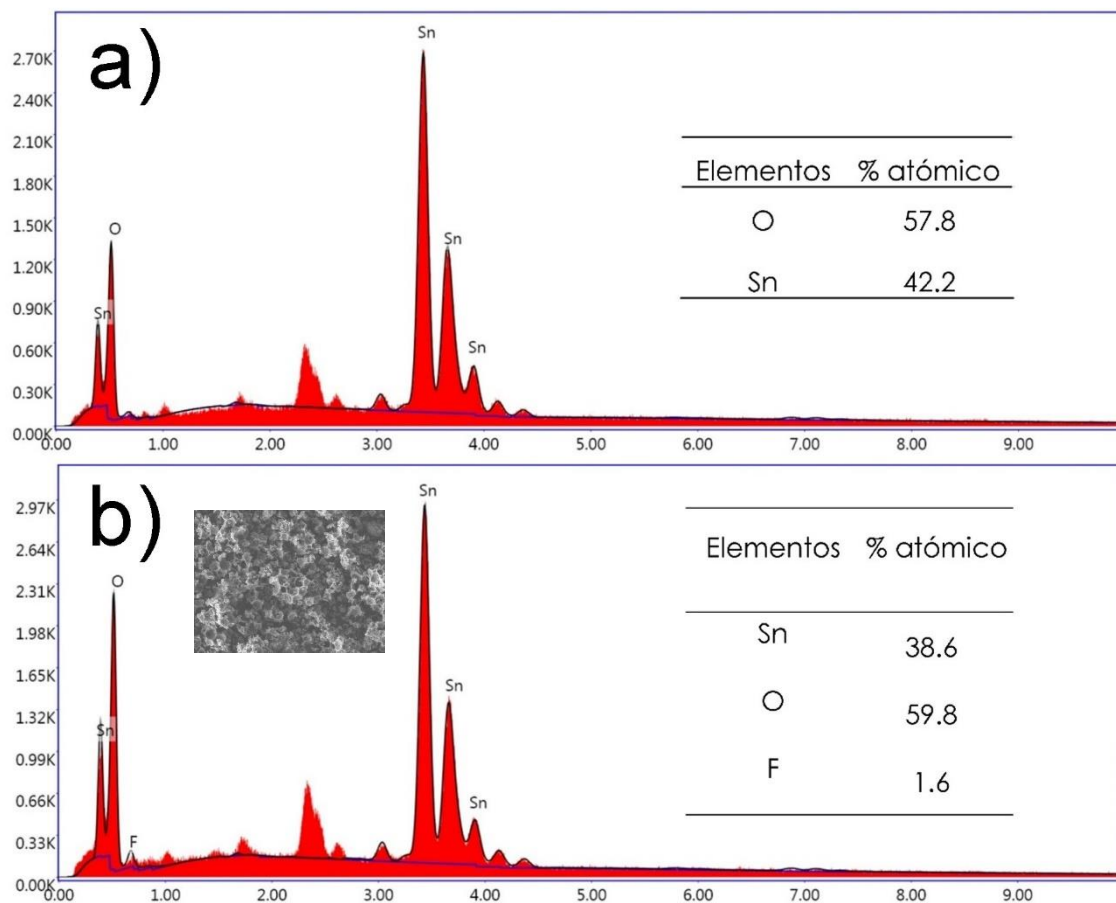 a)
2.70K
2.40K
2.10K
1.80K
1.50K
1.20K
0.90K
0.60K
0.30K
0.00K
Sn
O
Sn
Sn
Sn
0.00 1.00 2.00 3.00 4.00 5.00 6.00 7.00 8.00 9.00
Elementos % atómico
O 57.8
Sn 42.2
b)
2.97K
2.64K
2.31K
1.98K
1.65K
1.32K
0.99K
0.66K
0.33K
0.00K
Sn
O
Sn
Sn
Sn
F
0.00 1.00 2.00 3.00 4.00 5.00 6.00 7.00 8.00 9.00
Elementos % atómico
Sn 38.6
O 59.8
F 1.6